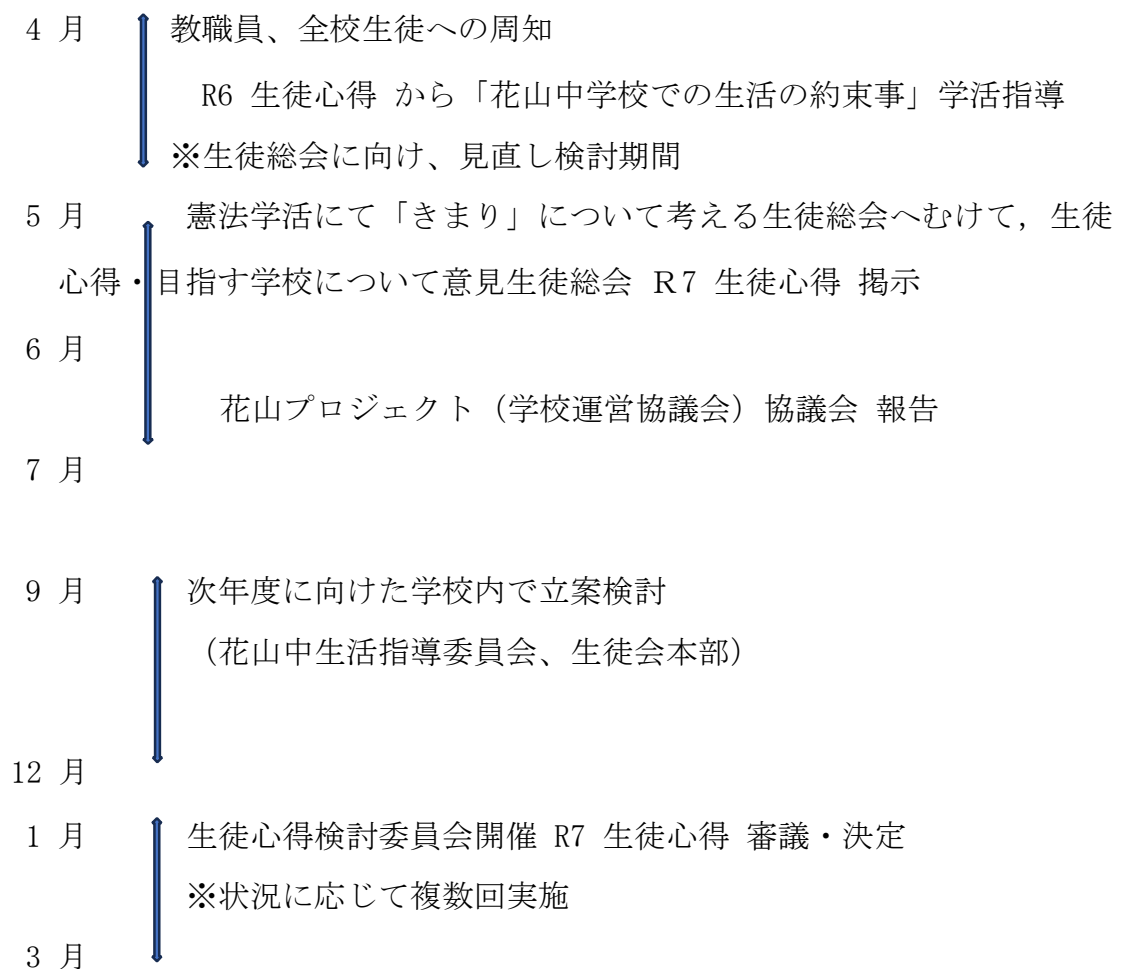 4 月 教職員、全校生徒への周知
R6 生徒心得 から「花山中学校での生活の約束事」学活指導
※生徒総会に向け、見直し検討期間
5 月 憲法学活にて「きまり」について考える生徒総会へむけて, 生徒
心得・目指す学校について意見生徒総会 R7 生徒心得 掲示
6 月
花山プロジェクト (学校運営協議会) 協議会 報告
7 月
9 月 次年度に向けた学校内で立案検討
(花山中生活指導委員会、生徒会本部)
12 月
1 月 生徒心得検討委員会開催 R7 生徒心得 審議・決定
※状況に応じて複数回実施
3 月